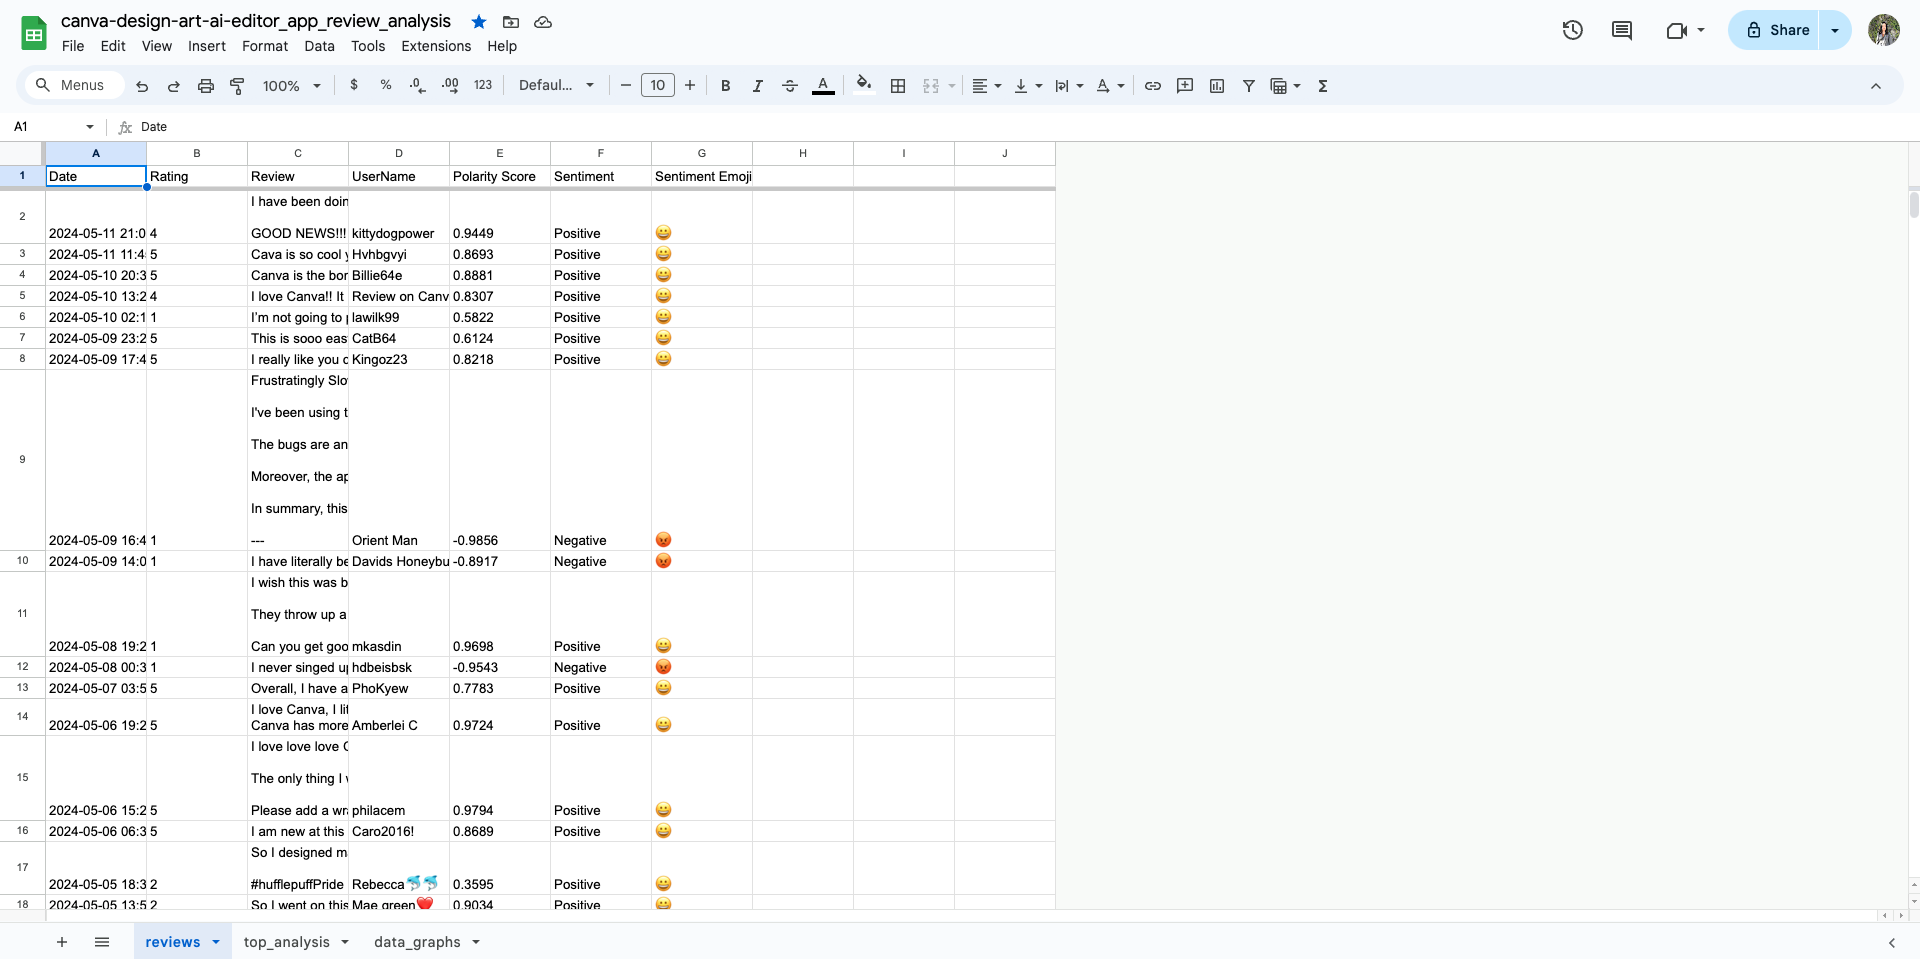 canva-design-art-ai-editor_app_review_analysis
File Edit View Insert Format Data Tools Extensions Help
Share
Menus 100% $ % .0 .00 123 Defaul... 10 B I A
A1 Date
A B C D E F G H I J
1 Date Rating Review UserName Polarity Score Sentiment Sentiment Emoji
I have been doin
2 2024-05-11 21:0 4 GOOD NEWS!!! kittydogpower 0.9449 Positive 😀
3 2024-05-11 11:4 5 Cava is so cool y Hvhbgvyi 0.8693 Positive 😀
4 2024-05-10 20:3 5 Canva is the bor Billie64e 0.8881 Positive 😀
5 2024-05-10 13:2 4 I love Canva!! It Review on Canv 0.8307 Positive 😀
6 2024-05-10 02:1 1 I'm not going to lawilk99 0.5822 Positive 😀
7 2024-05-09 23:2 5 This is sooo eas CatB64 0.6124 Positive 😀
8 2024-05-09 17:4 5 I really like you c Kingoz23 0.8218 Positive 😀
Frustratingly Slo
I've been using t
The bugs are an
Moreover, the ap
In summary, this
9 2024-05-09 16:4 1 --- Orient Man -0.9856 Negative 😡
10 2024-05-09 14:0 1 I have literally be Davids Honeybu -0.8917 Negative 😡
I wish this was b
They throw up a
11 2024-05-08 19:2 1 Can you get goo mkasdin 0.9698 Positive 😀
12 2024-05-08 00:3 1 I never singed u hdbeisbsk -0.9543 Negative 😡
13 2024-05-07 03:5 5 Overall, I have a PhoKyew 0.7783 Positive 😀
I love Canva, I lit
14 2024-05-06 19:2 5 Canva has more Amberlei C 0.9724 Positive 😀
I love love love C
The only thing I w
15 2024-05-06 15:2 5 Please add a wra philacem 0.9794 Positive 😀
16 2024-05-06 06:3 5 I am new at this Caro2016! 0.8689 Positive 😀
So I designed m
17 2024-05-05 18:3 2 #hufflepuffPride Rebecca🐬🐬 0.3595 Positive 😀
18 2024-05-05 13:5 2 So I went on this Mae green❤️ 0.9034 Positive 😀
reviews top_analysis data_graphs